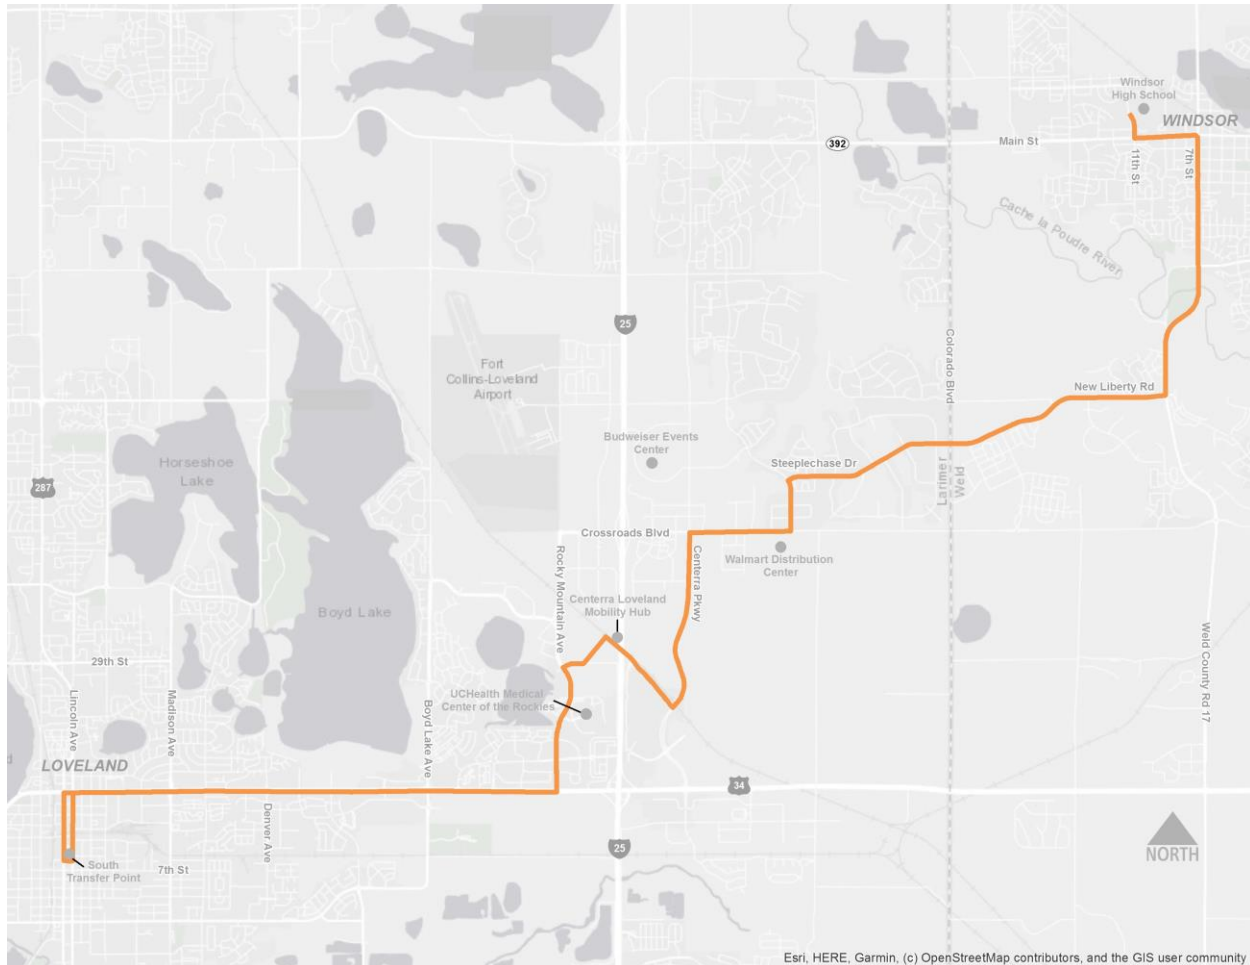 Windsor
High School
WINDSOR
392
Main St
11th St
7th St
Cache la Poudre River
25
Colorado Blvd
Fort
Collins-Loveland
Airport
New Liberty Rd
Budweiser Events
Center
Horseshoe
Lake
Steeplechase Dr
287
Larimer
Weld
Crossroads Blvd
Rocky Mountain Ave
Centerra Pkwy
Walmart Distribution
Center
Centerra Loveland
Mobility Hub
Boyd Lake
Weld County Rd 17
29th St
Lincoln Ave
Madison Ave
UCHealth Medical
Center of the Rockies
Boyd Lake Ave
LOVELAND
d
34
Denver Ave
25
NORTH
South
Transfer Point
7th St
Esri, HERE, Garmin, (c) OpenStreetMap contributors, and the GIS user community